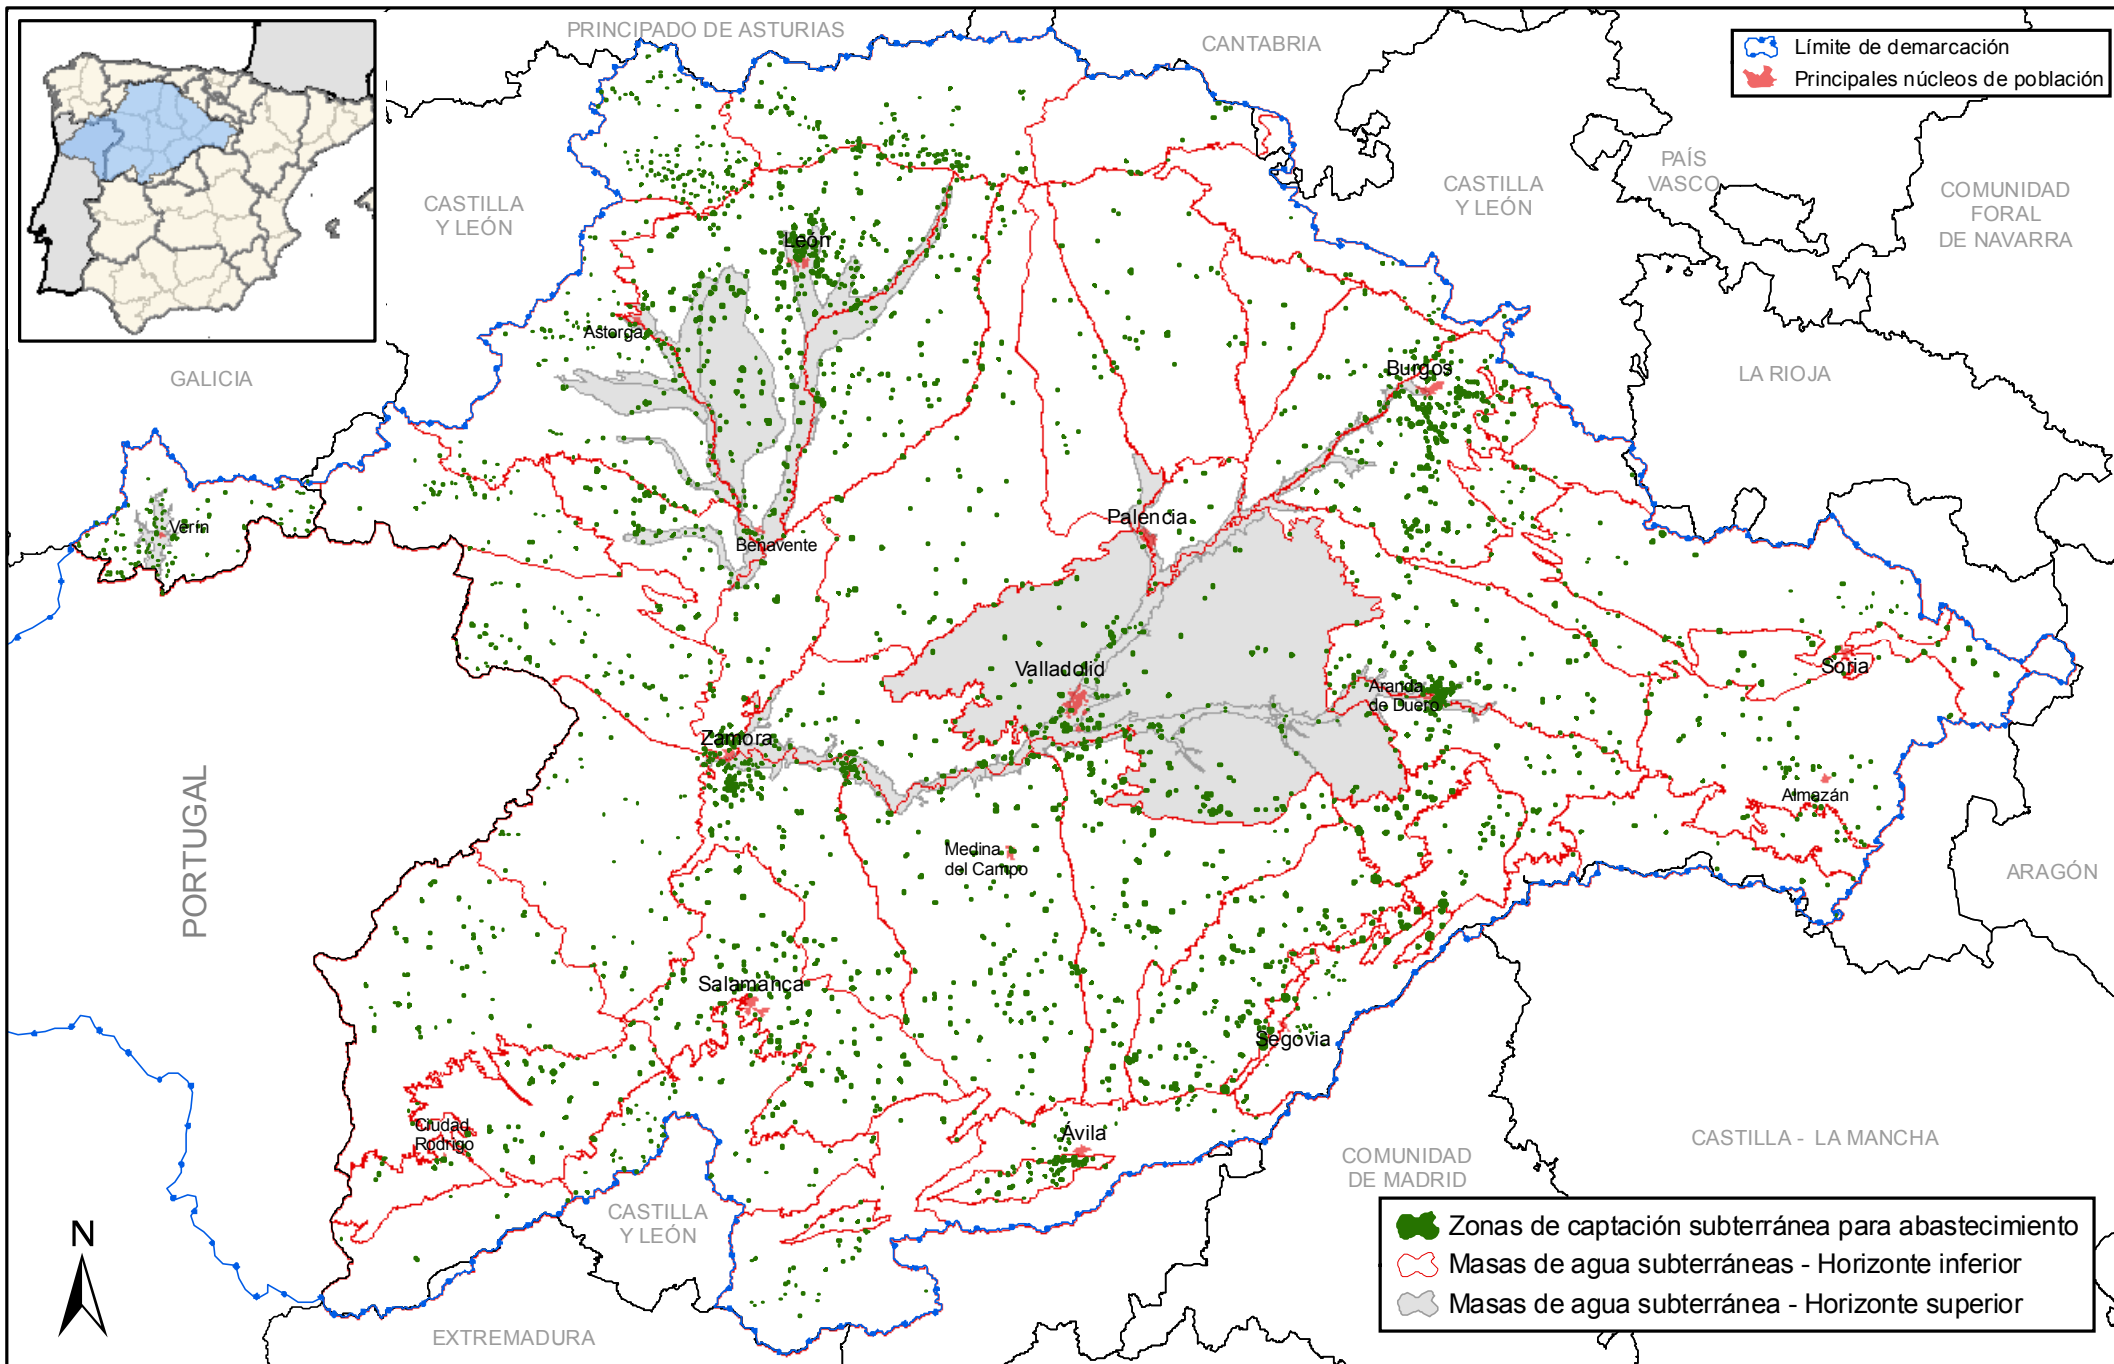 PRINCIPADO DE ASTURIAS
CANTABRIA
Límite de demarcación
Principales núcleos de población
PAÍS
VASCO
CASTILLA
Y LEÓN
COMUNIDAD
FORAL
DE NAVARRA
CASTILLA
Y LEÓN
León
Astorga
GALICIA
Burgos
LA RIOJA
Verín
Palencia
Benavente
Valladolid
Soria
Aranda
de Duero
Zamora
Almazán
PORTUGAL
Medina
del Campo
ARAGÓN
Salamanca
Segovia
Ciudad
Rodrigo
Ávila
CASTILLA - LA MANCHA
COMUNIDAD
DE MADRID
CASTILLA
Y LEÓN
N
Zonas de captación subterránea para abastecimiento
Masas de agua subterráneas - Horizonte inferior
Masas de agua subterránea - Horizonte superior
EXTREMADURA